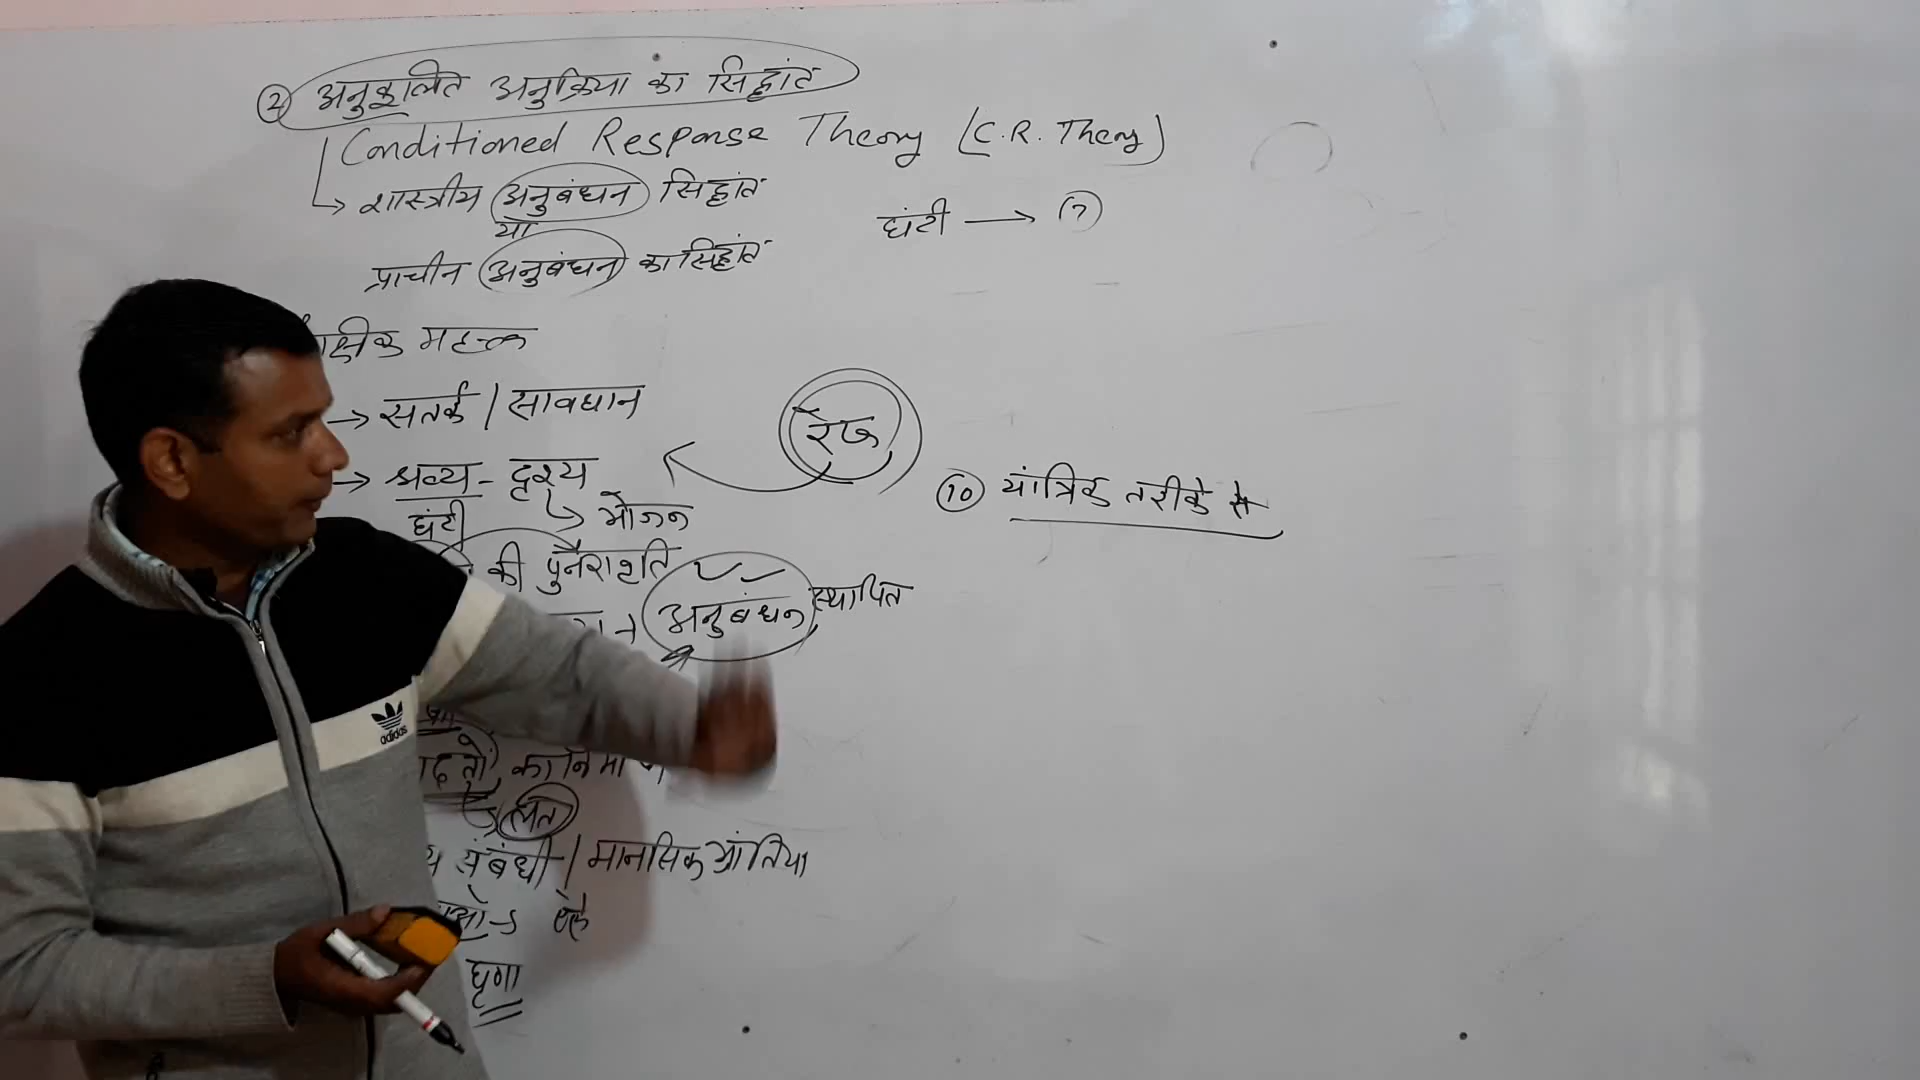 ② अनुकूलित अनुक्रिया का सिद्धांत
Conditioned Response Theory (C.R. Theory)
→ शास्त्रीय अनुबंधन सिद्धांत
या
प्राचीन अनुबंधन का सिद्धांत
घंटी → ?
क्षिक महत्व
→ सतर्क / सावधान
→ श्रव्य - दृश्य
घंटी → भोजन
की पुनरावृति
→ अनुबंधन स्थापित
⑩ यांत्रिक तरीके से
का निर्माण
लत
संबंधी / मानसिक भ्रांतिया
घृणा
adidas